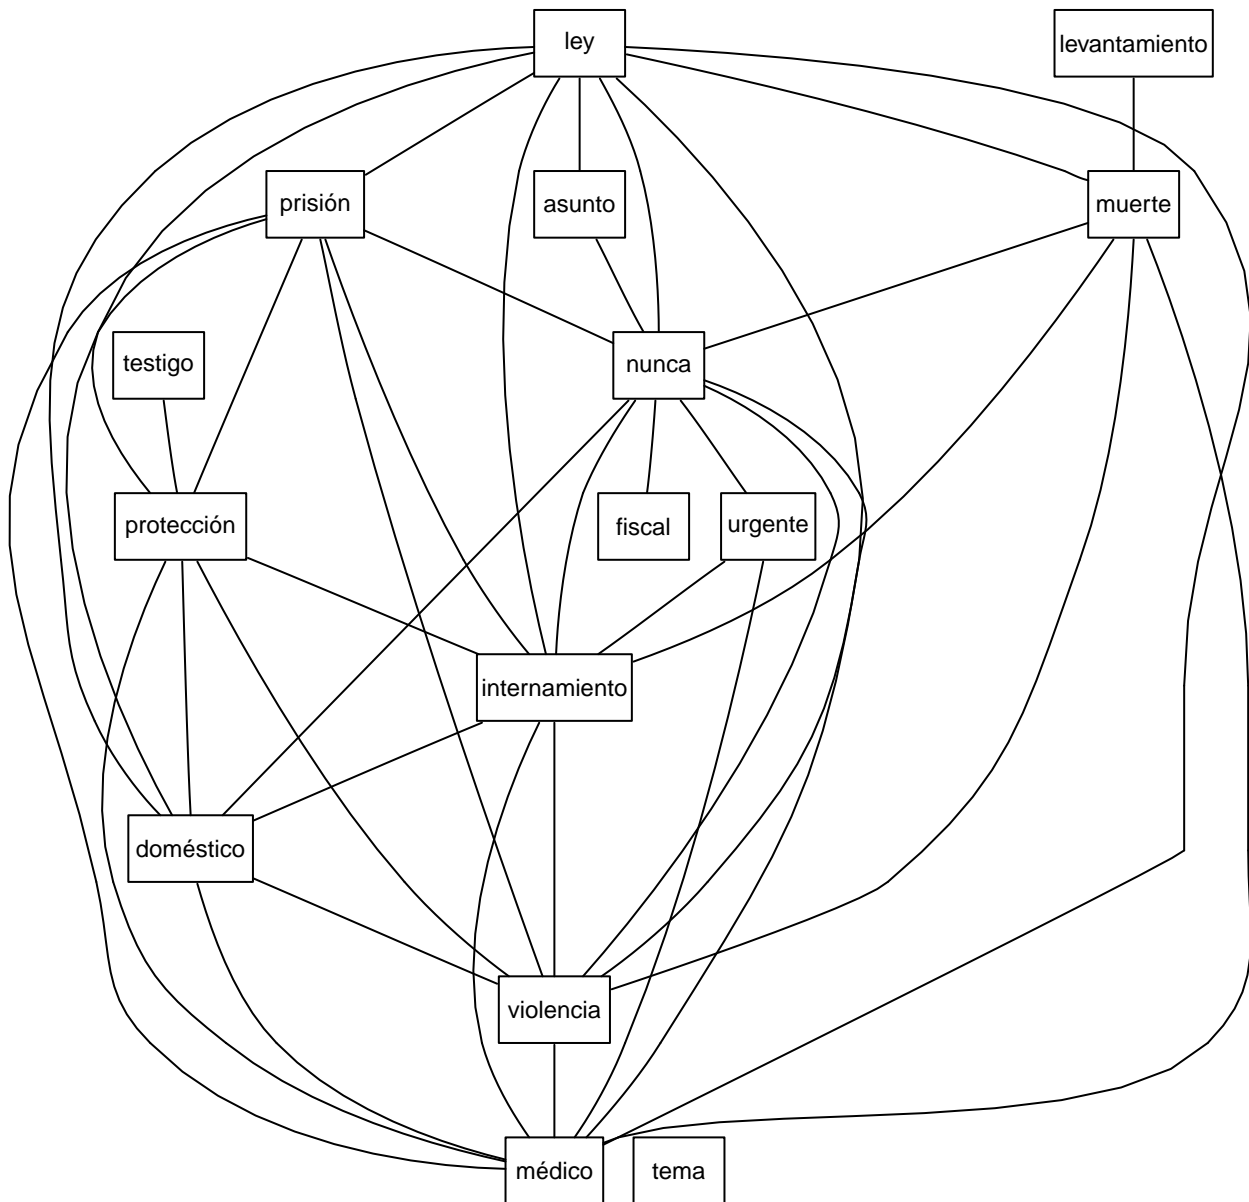 ley
levantamiento
prisión
asunto
muerte
testigo
nunca
protección
fiscal
urgente
internamiento
doméstico
violencia
médico
tema